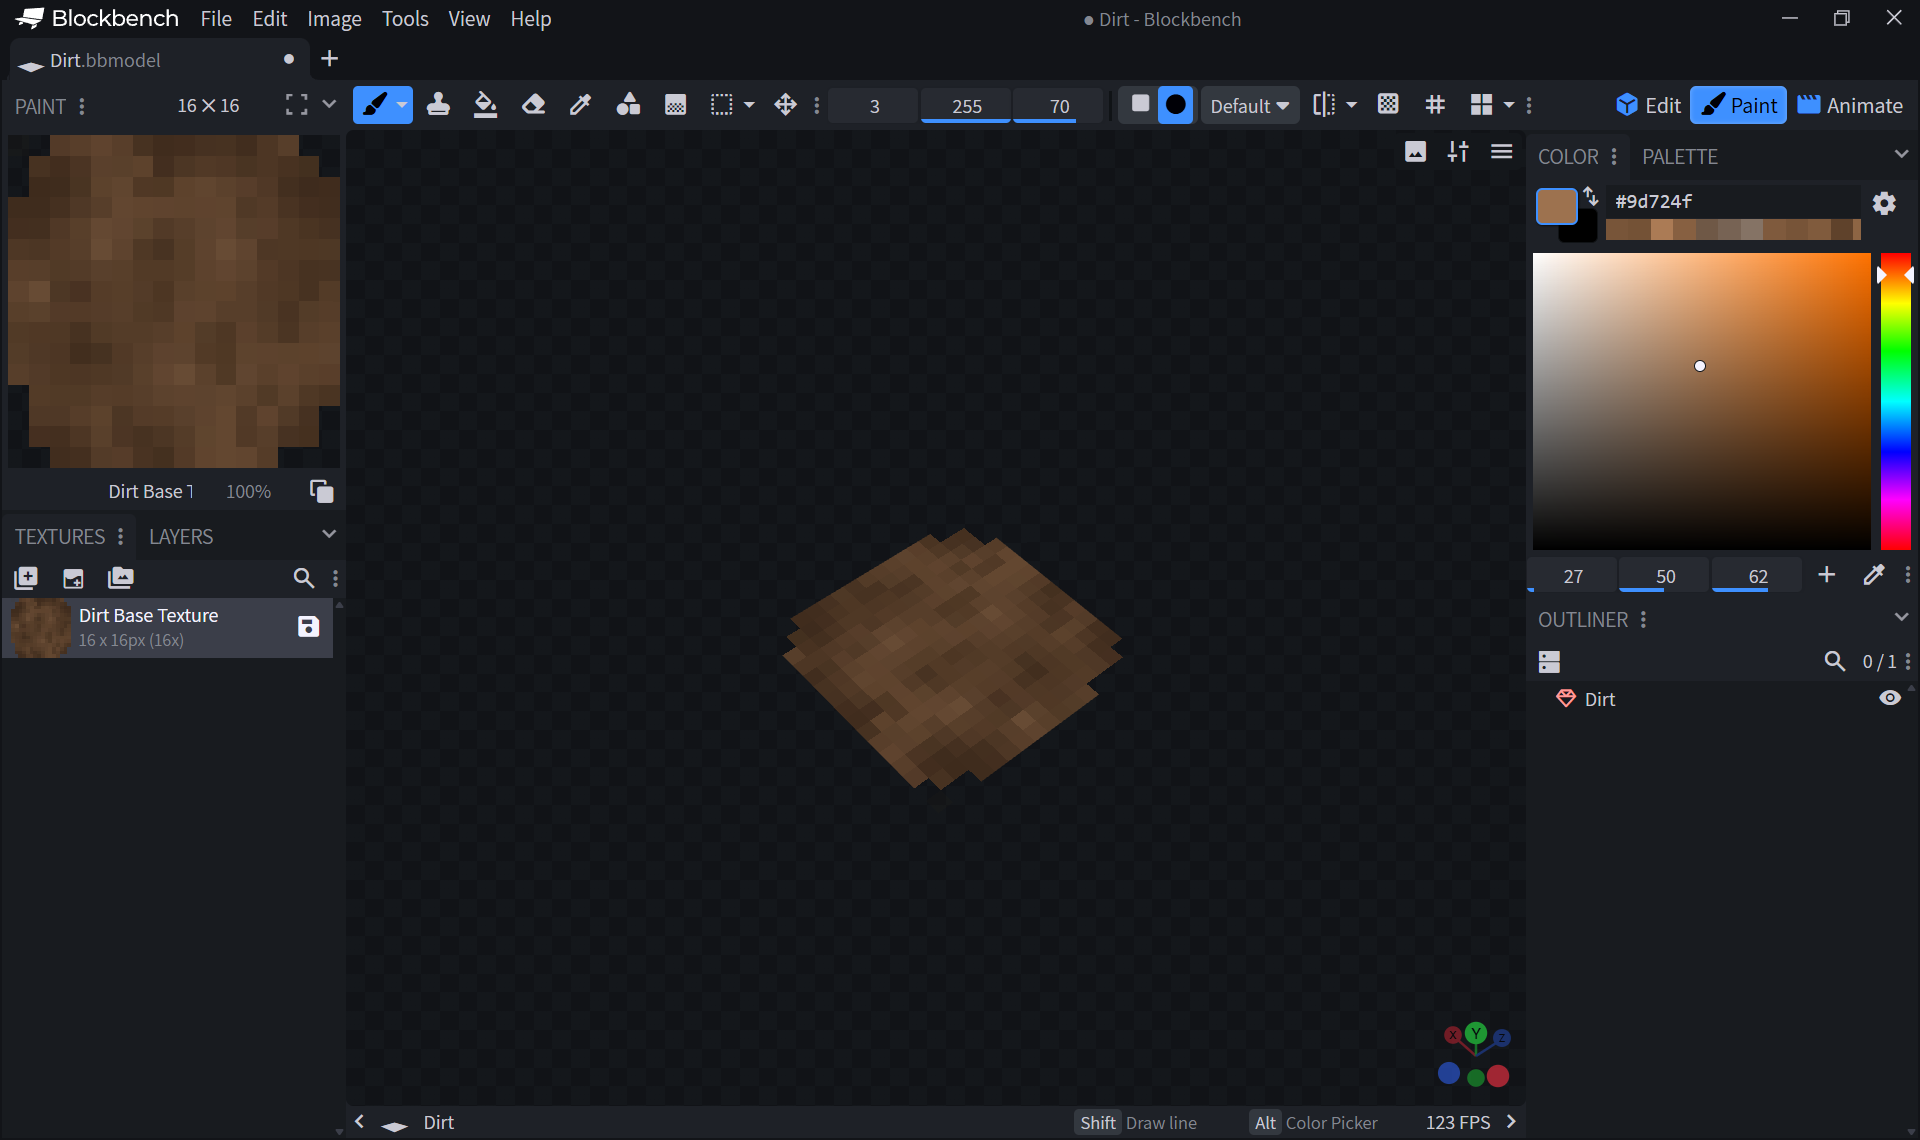 Blockbench File Edit Image Tools View Help
● Dirt - Blockbench
Dirt.bbmodel
PAINT 16 × 16
3 255 70 Default
Edit Paint Animate
COLOR PALETTE
#9d724f
Dirt Base 100%
TEXTURES LAYERS
Dirt Base Texture
16 x 16px (16x)
27 50 62
OUTLINER
0 / 1
Dirt
X Y Z
Dirt
Shift Draw line Alt Color Picker 123 FPS